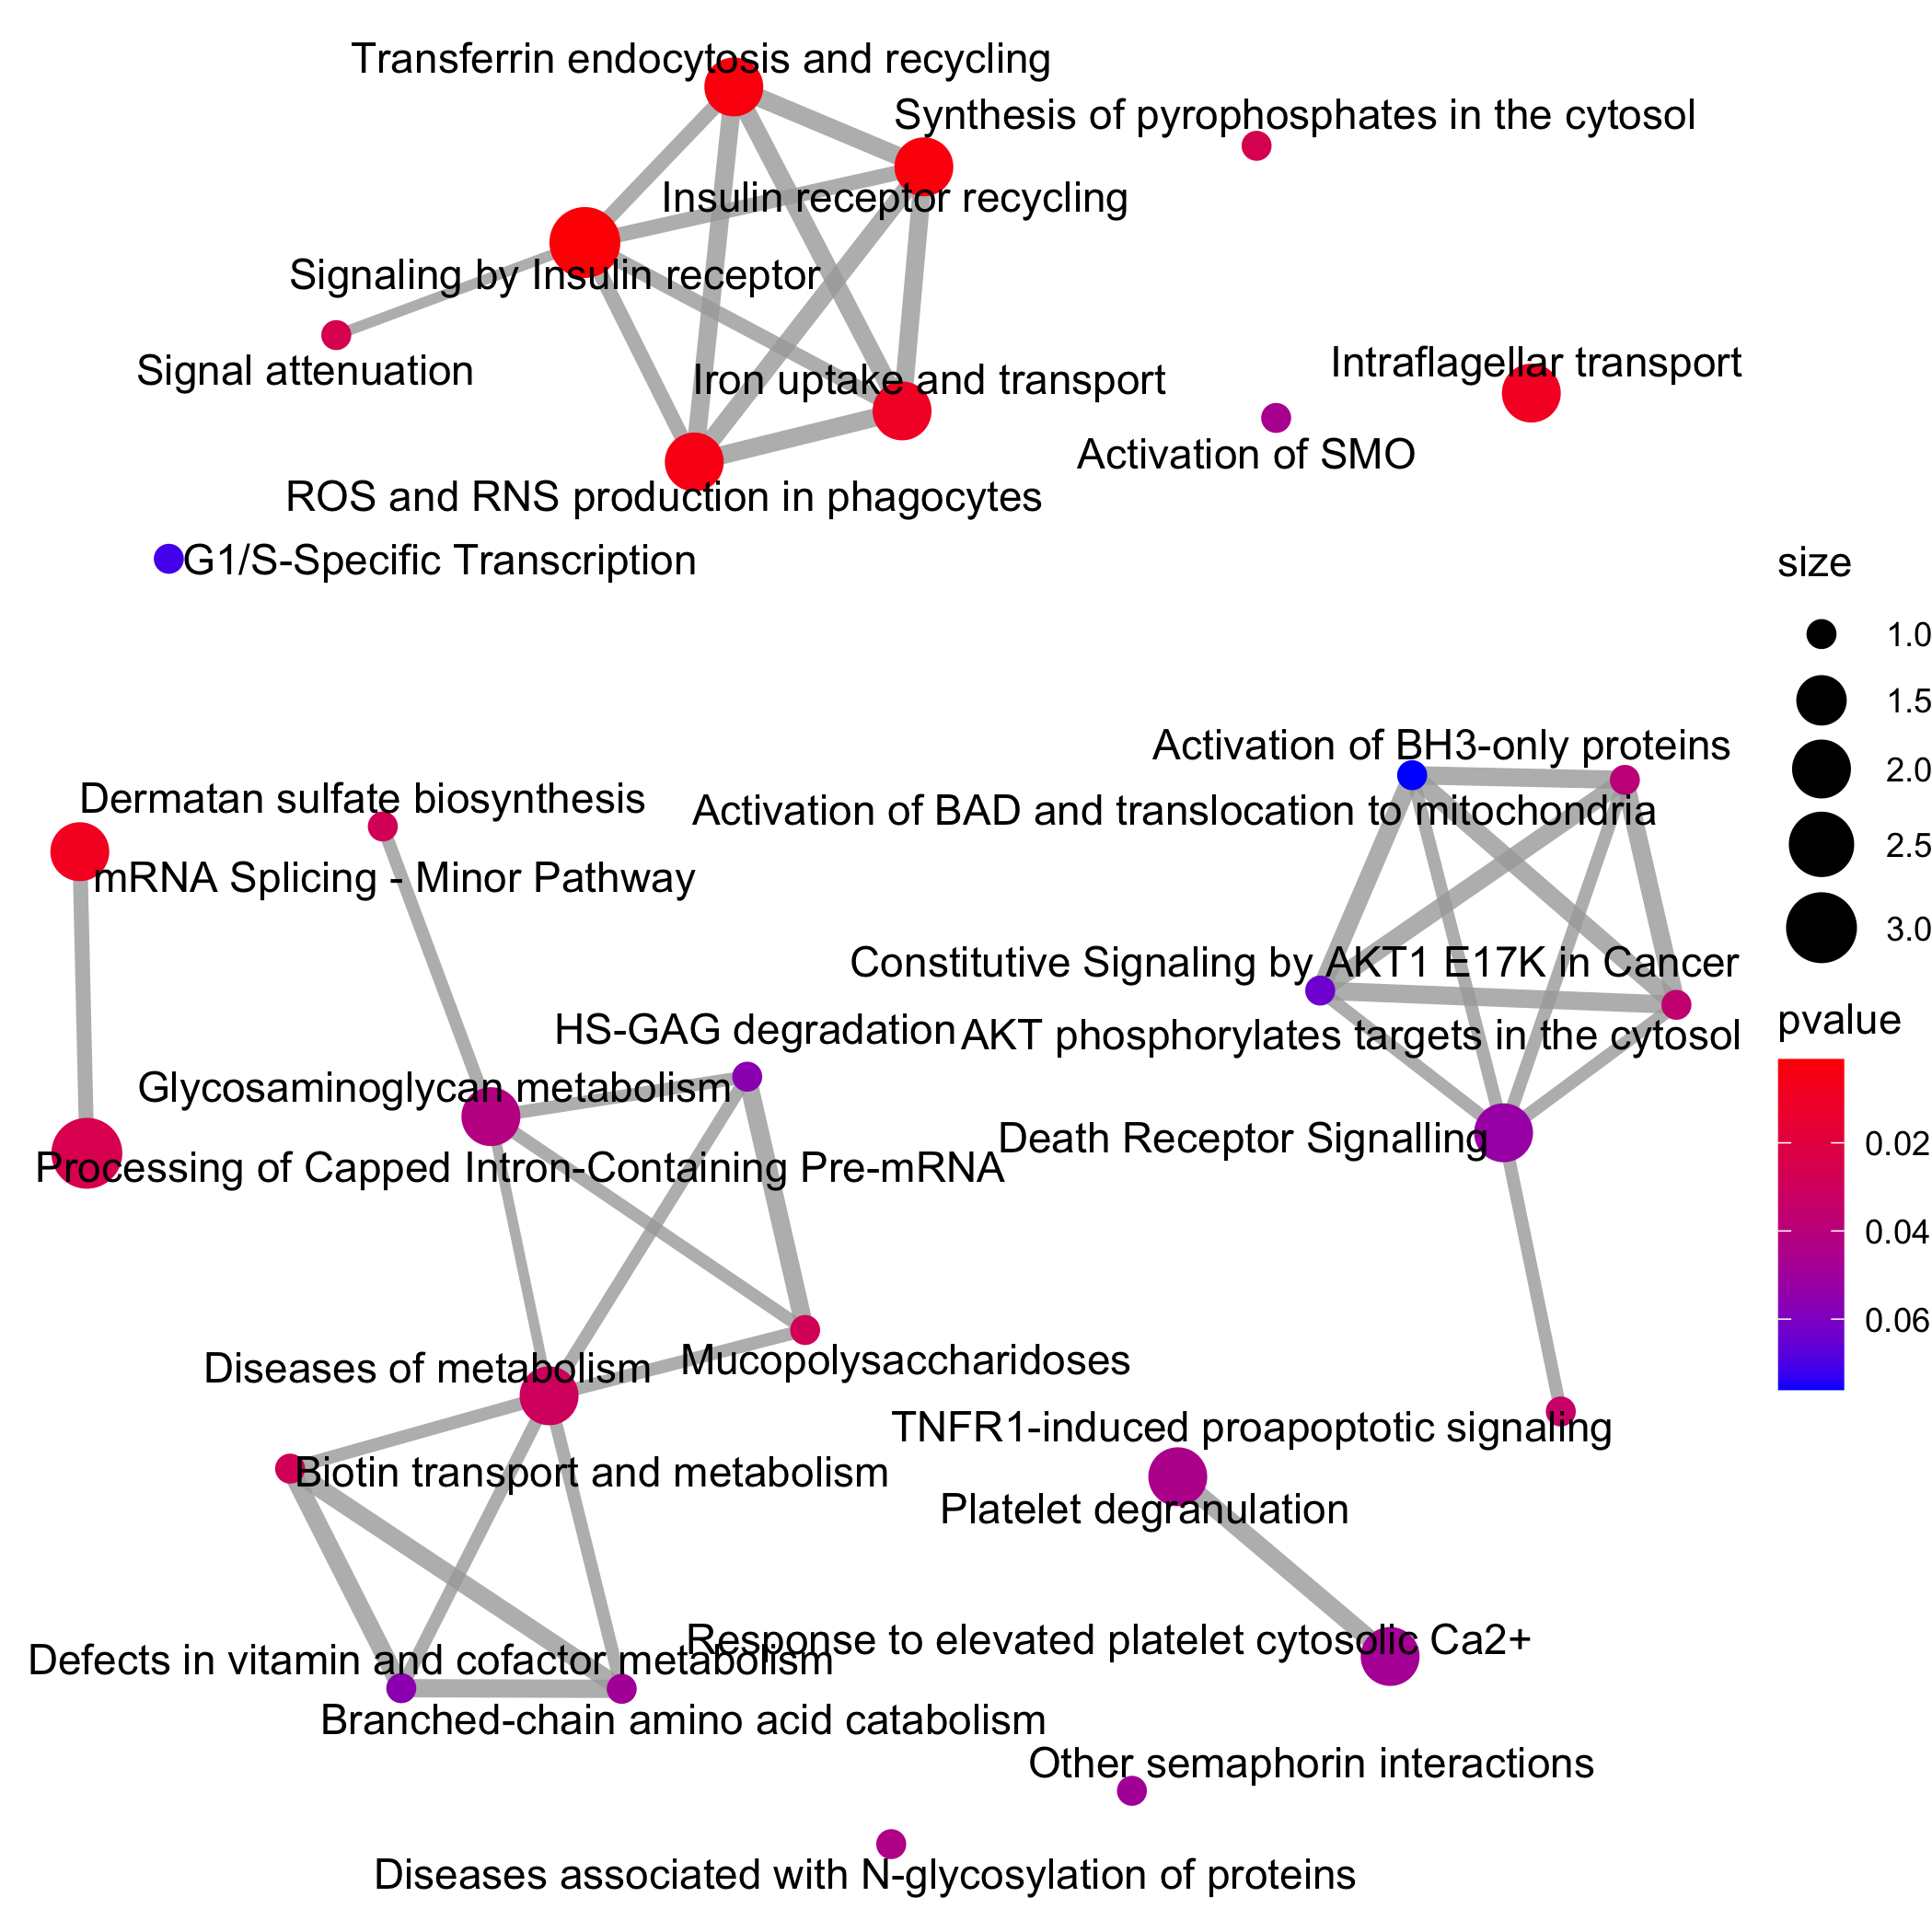 Transferrin endocytosis and recycling
Synthesis of pyrophosphates in the cytosol
Insulin receptor recycling
Signaling by Insulin receptor
Signal attenuation
Iron uptake and transport
Intraflagellar transport
Activation of SMO
ROS and RNS production in phagocytes
G1/S-Specific Transcription
size
1.0
1.5
2.0
2.5
3.0
Activation of BH3-only proteins
Dermatan sulfate biosynthesis
Activation of BAD and translocation to mitochondria
mRNA Splicing - Minor Pathway
Constitutive Signaling by AKT1 E17K in Cancer
HS-GAG degradation
AKT phosphorylates targets in the cytosol
pvalue
0.02
0.04
0.06
Glycosaminoglycan metabolism
Death Receptor Signalling
Processing of Capped Intron-Containing Pre-mRNA
Diseases of metabolism
Mucopolysaccharidoses
TNFR1-induced proapoptotic signaling
Biotin transport and metabolism
Platelet degranulation
Response to elevated platelet cytosolic Ca2+
Defects in vitamin and cofactor metabolism
Branched-chain amino acid catabolism
Other semaphorin interactions
Diseases associated with N-glycosylation of proteins